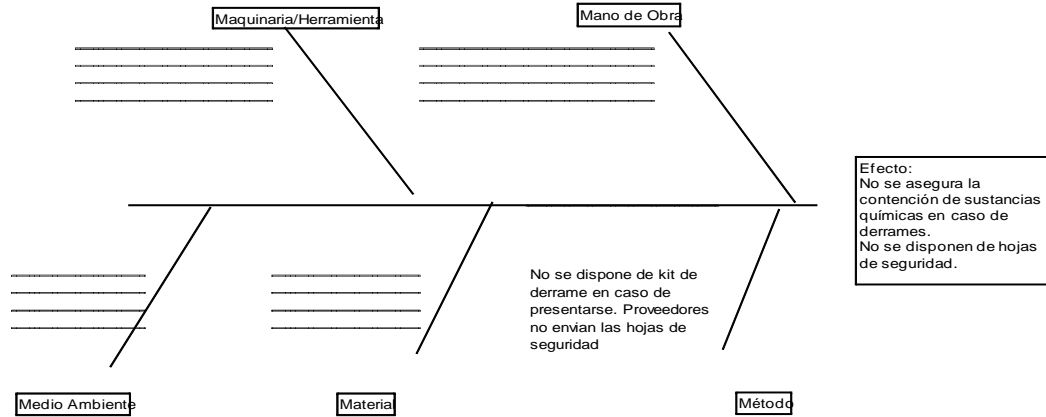 Maquinaria/Herramienta
Mano de Obra
Efecto:
No se asegura la
contención de sustancias
químicas en caso de
derrames.
No se disponen de hojas
de seguridad.
No se dispone de kit de
derrame en caso de
presentarse. Proveedores
no envian las hojas de
seguridad
Medio Ambiente
Material
Método